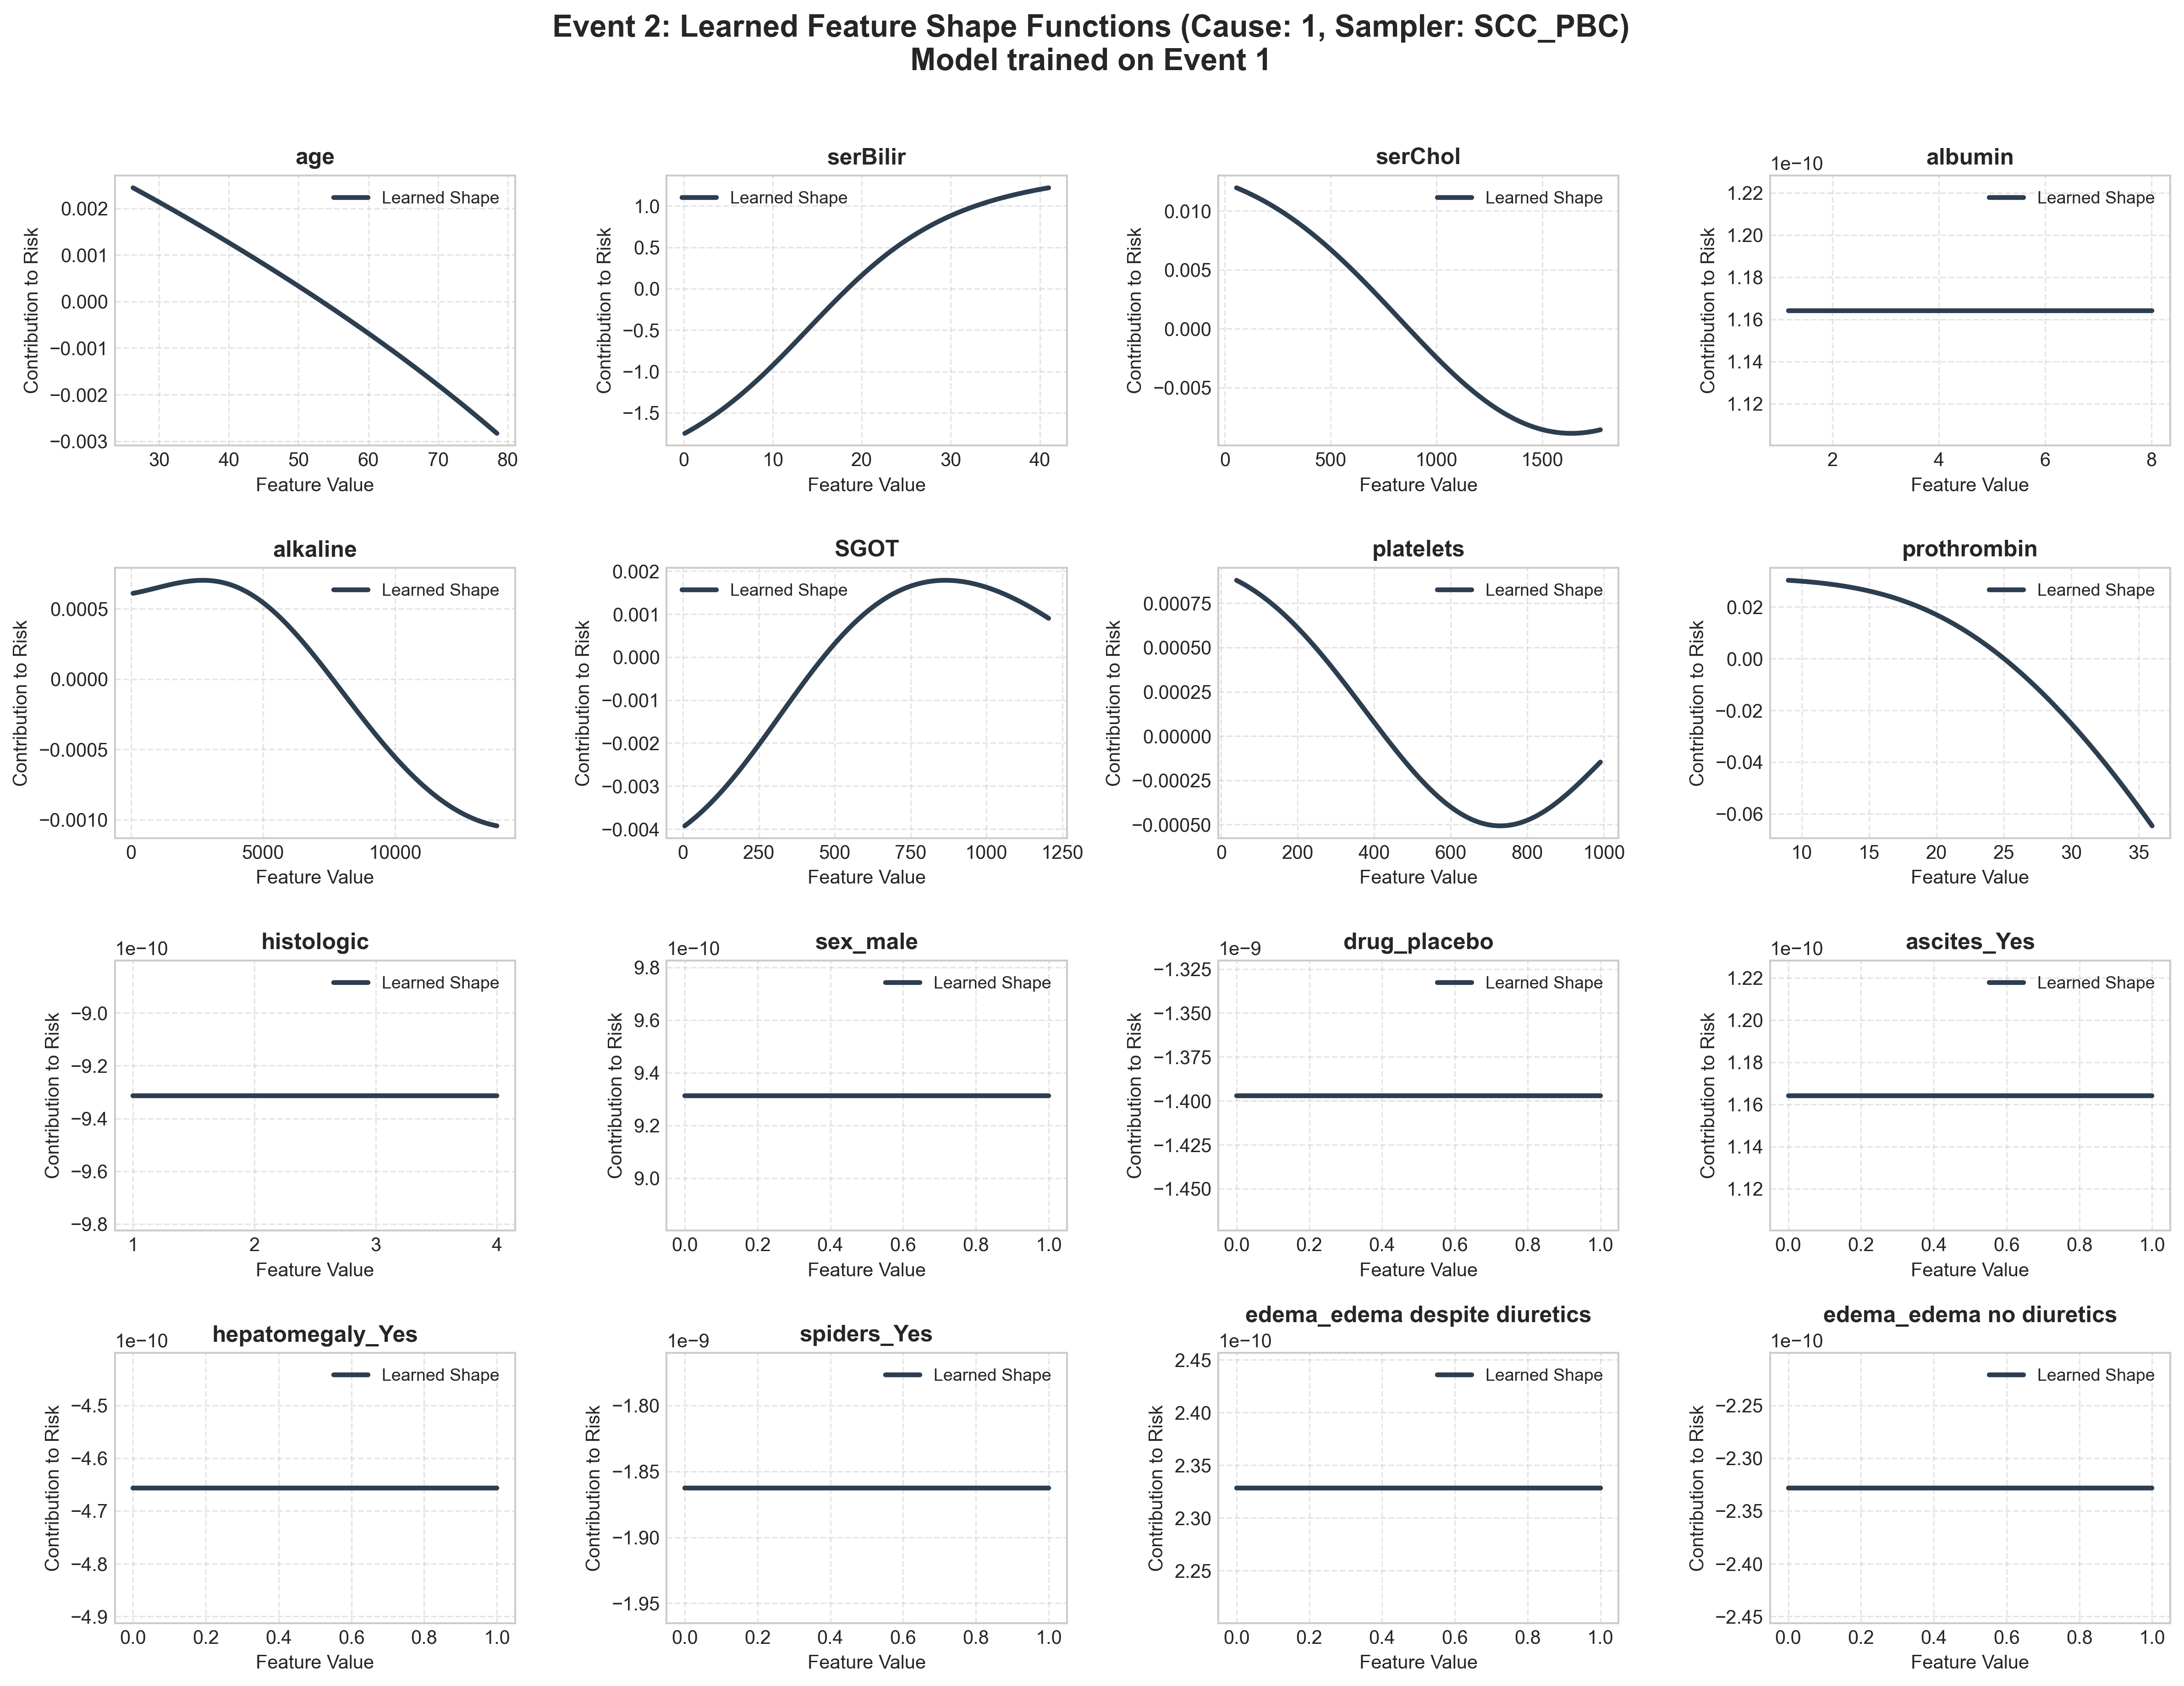 Event 2: Learned Feature Shape Functions (Cause: 1, Sampler: SCC_PBC)
Model trained on Event 1
age
Learned Shape
Contribution to Risk
0.002
0.001
0.000
−0.001
−0.002
−0.003
30 40 50 60 70 80
Feature Value
serBilir
Learned Shape
Contribution to Risk
1.0
0.5
0.0
−0.5
−1.0
−1.5
0 10 20 30 40
Feature Value
serChol
Learned Shape
Contribution to Risk
0.010
0.005
0.000
−0.005
0 500 1000 1500
Feature Value
albumin
1e−10
Learned Shape
Contribution to Risk
1.22
1.20
1.18
1.16
1.14
1.12
2 4 6 8
Feature Value
alkaline
Learned Shape
Contribution to Risk
0.0005
0.0000
−0.0005
−0.0010
0 5000 10000
Feature Value
SGOT
Learned Shape
Contribution to Risk
0.002
0.001
0.000
−0.001
−0.002
−0.003
−0.004
0 250 500 750 1000 1250
Feature Value
platelets
Learned Shape
Contribution to Risk
0.00075
0.00050
0.00025
0.00000
−0.00025
−0.00050
0 200 400 600 800 1000
Feature Value
prothrombin
Learned Shape
Contribution to Risk
0.02
0.00
−0.02
−0.04
−0.06
10 15 20 25 30 35
Feature Value
histologic
1e−10
Learned Shape
Contribution to Risk
−9.0
−9.2
−9.4
−9.6
−9.8
1 2 3 4
Feature Value
sex_male
1e−10
Learned Shape
Contribution to Risk
9.8
9.6
9.4
9.2
9.0
0.0 0.2 0.4 0.6 0.8 1.0
Feature Value
drug_placebo
1e−9
Learned Shape
Contribution to Risk
−1.325
−1.350
−1.375
−1.400
−1.425
−1.450
0.0 0.2 0.4 0.6 0.8 1.0
Feature Value
ascites_Yes
1e−10
Learned Shape
Contribution to Risk
1.22
1.20
1.18
1.16
1.14
1.12
0.0 0.2 0.4 0.6 0.8 1.0
Feature Value
hepatomegaly_Yes
1e−10
Learned Shape
Contribution to Risk
−4.5
−4.6
−4.7
−4.8
−4.9
0.0 0.2 0.4 0.6 0.8 1.0
Feature Value
spiders_Yes
1e−9
Learned Shape
Contribution to Risk
−1.80
−1.85
−1.90
−1.95
0.0 0.2 0.4 0.6 0.8 1.0
Feature Value
edema_edema despite diuretics
1e−10
Learned Shape
Contribution to Risk
2.45
2.40
2.35
2.30
2.25
0.0 0.2 0.4 0.6 0.8 1.0
Feature Value
edema_edema no diuretics
1e−10
Learned Shape
Contribution to Risk
−2.25
−2.30
−2.35
−2.40
−2.45
0.0 0.2 0.4 0.6 0.8 1.0
Feature Value